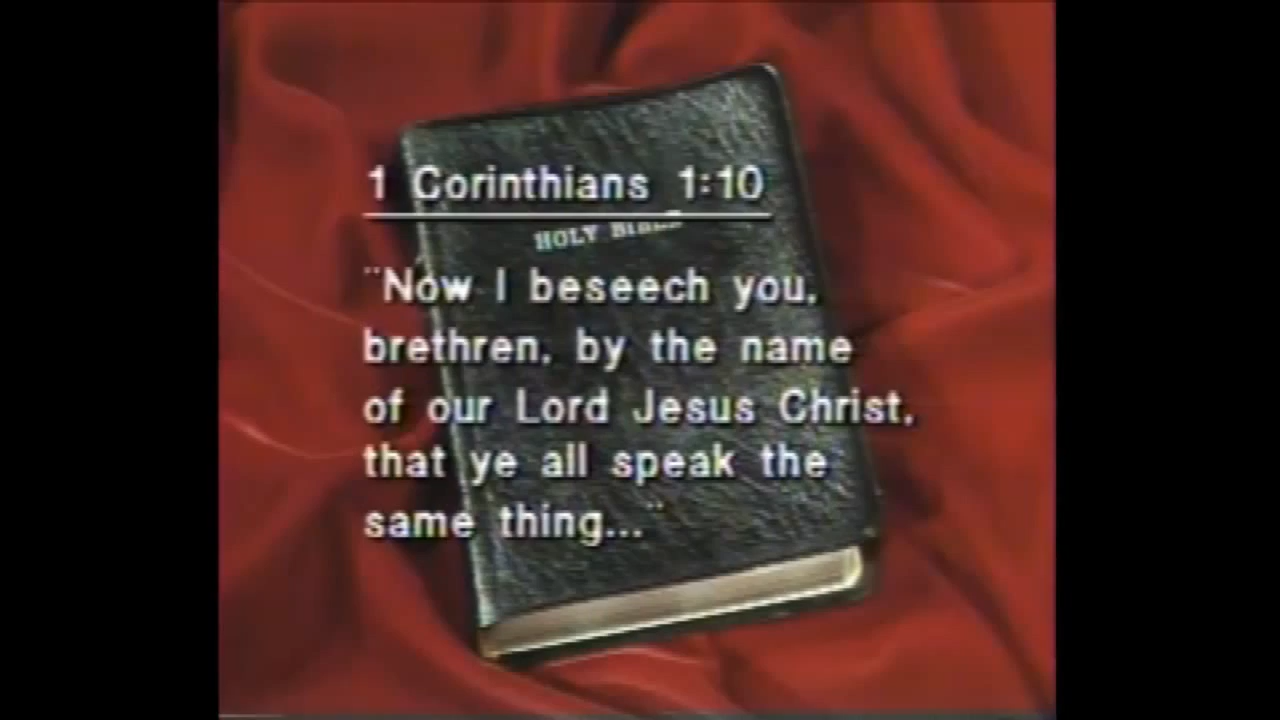 1 Corinthians 1:10
HOLY BIBLE
"Now I beseech you,
brethren, by the name
of our Lord Jesus Christ,
that ye all speak the
same thing..."